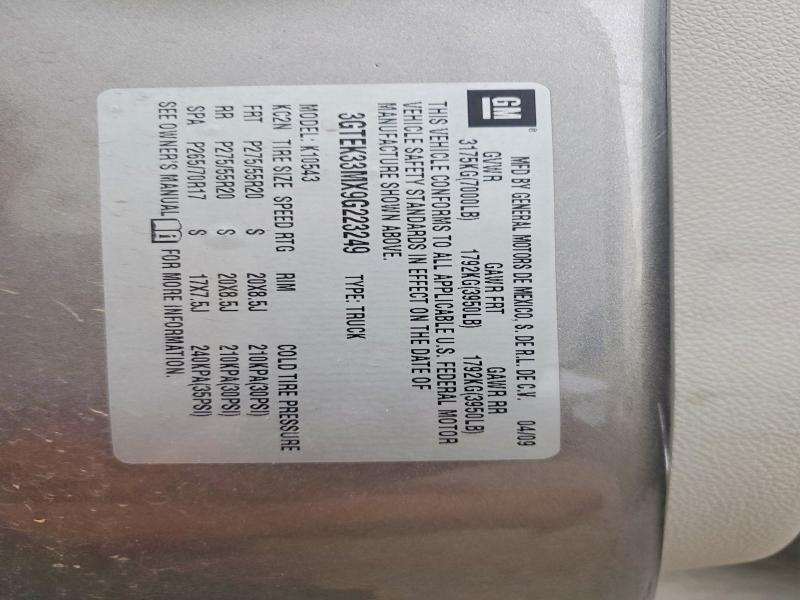 GM®
MFD BY GENERAL MOTORS DE MEXICO, S. DE R.L. DE C.V. 04/09
GVWR GAWR FRT GAWR RR
3175KG(7000LB) 1792KG(3950LB) 1792KG(3950LB)
THIS VEHICLE CONFORMS TO ALL APPLICABLE U.S. FEDERAL MOTOR
VEHICLE SAFETY STANDARDS IN EFFECT ON THE DATE OF
MANUFACTURE SHOWN ABOVE.
3GTEK33MX9G223249 TYPE: TRUCK
MODEL: K10543
KC2N TIRE SIZE SPEED RTG RIM COLD TIRE PRESSURE
FRT P275/55R20 S 20X8.5J 210KPA(30PSI)
RR P275/55R20 S 20X8.5J 210KPA(30PSI)
SPA P265/70R17 S 17X7.5J 240KPA(35PSI)
SEE OWNER'S MANUAL FOR MORE INFORMATION.